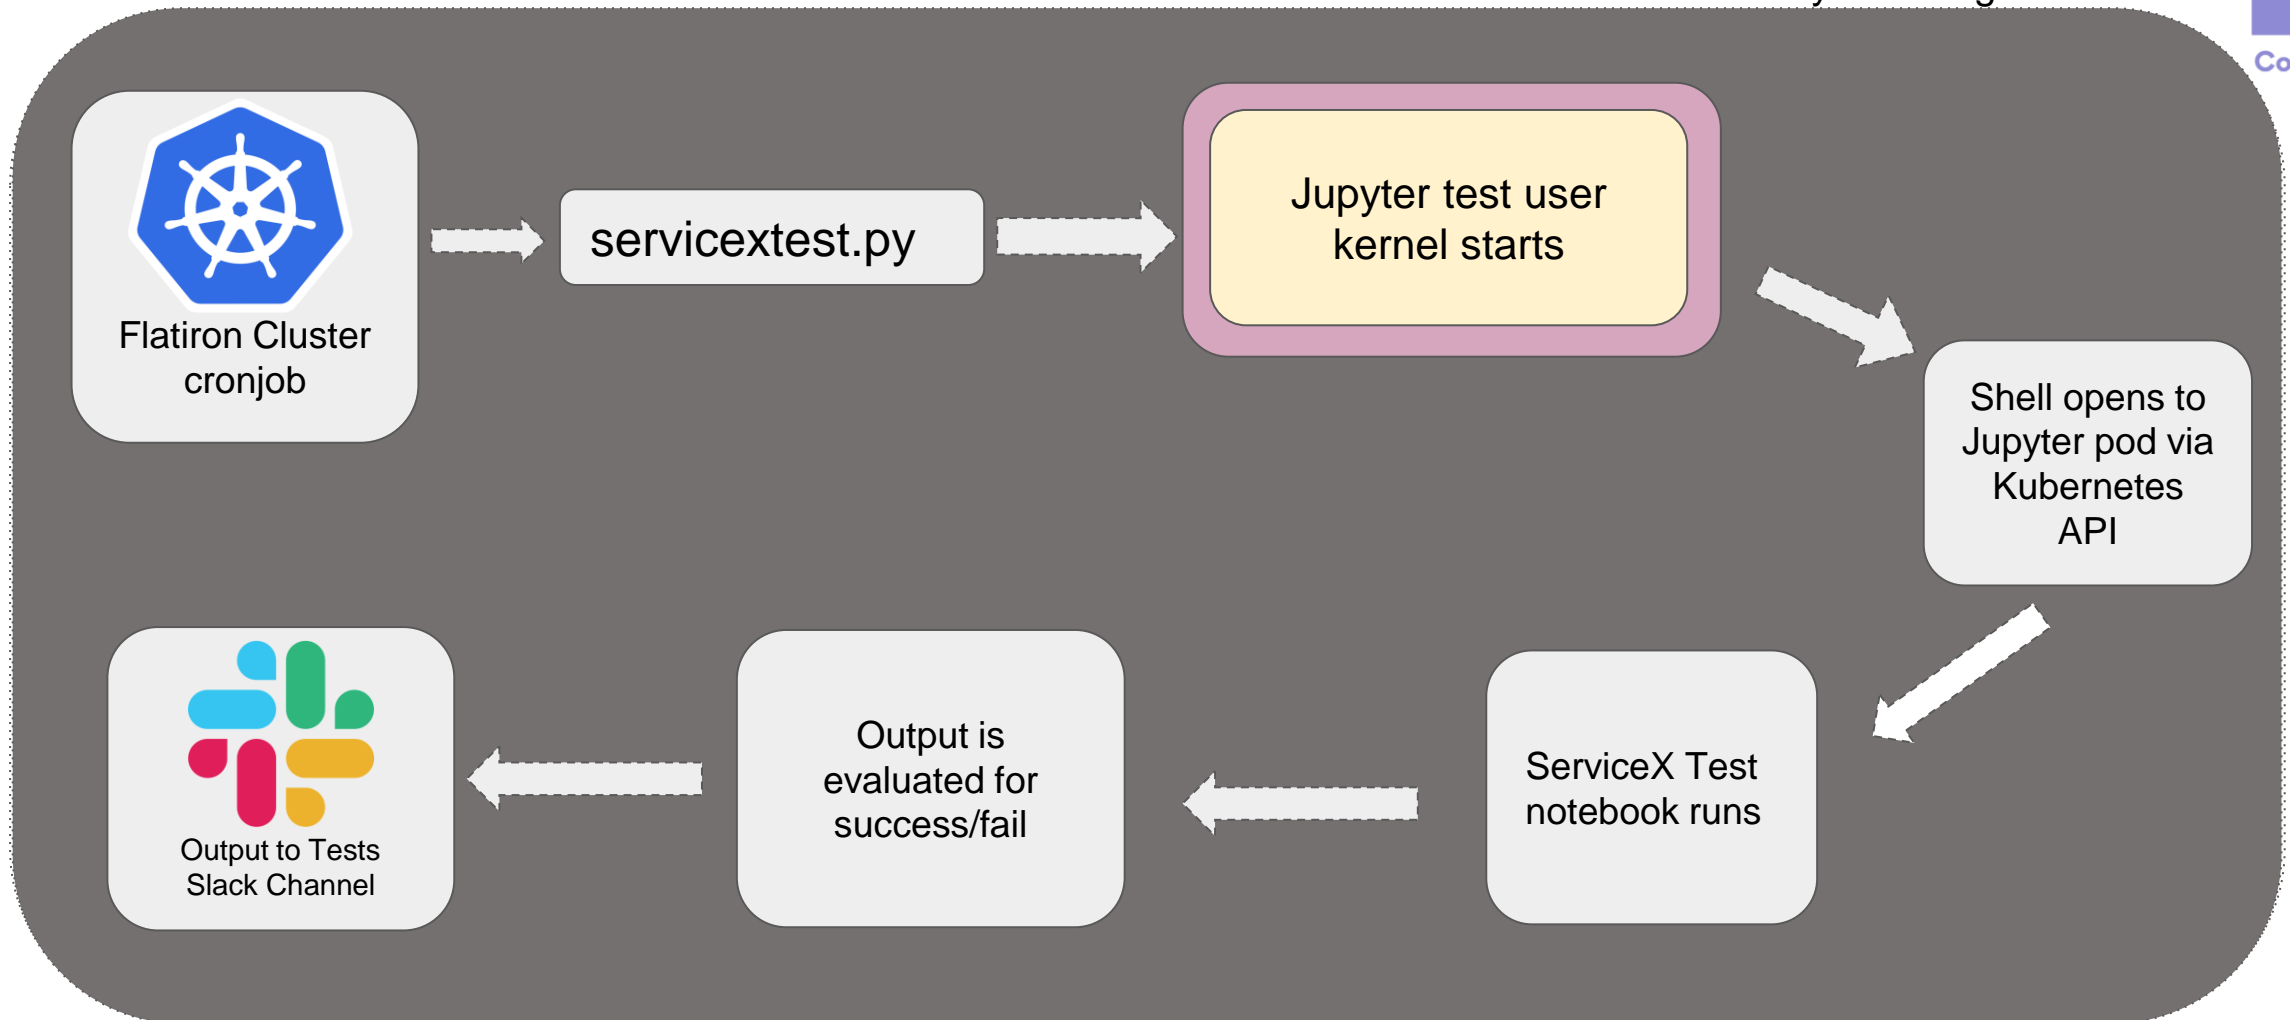 Co
Flatiron Cluster
cronjob
servicextest.py
Jupyter test user
kernel starts
Shell opens to
Jupyter pod via
Kubernetes
API
ServiceX Test
notebook runs
Output is
evaluated for
success/fail
Output to Tests
Slack Channel